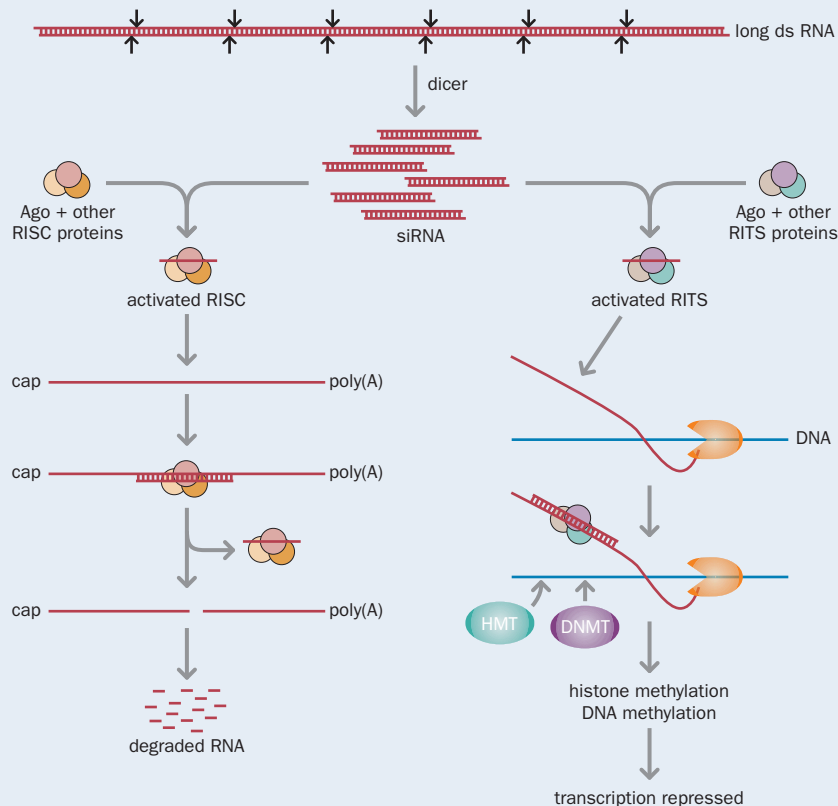 long ds RNA
dicer
Ago + other
RISC proteins
siRNA
Ago + other
RITS proteins
activated RISC
activated RITS
cap
poly(A)
DNA
cap
poly(A)
cap
poly(A)
HMT
DNMT
histone methylation
DNA methylation
degraded RNA
transcription repressed